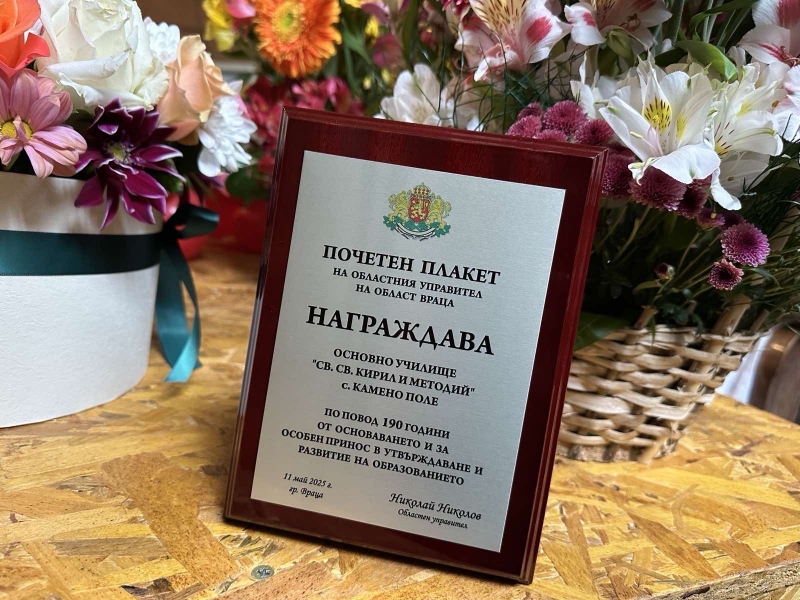 ПОЧЕТЕН ПЛАКЕТ
НА ОБЛАСТНИЯ УПРАВИТЕЛ
НА ОБЛАСТ ВРАЦА
НАГРАЖДАВА
ОСНОВНО УЧИЛИЩЕ
"СВ. СВ. КИРИЛ И МЕТОДИЙ"
с. КАМЕНО ПОЛЕ
ПО ПОВОД 190 ГОДИНИ
ОТ ОСНОВАВАНЕТО И ЗА
ОСОБЕН ПРИНОС В УТВЪРЖДАВАНЕ И
РАЗВИТИЕ НА ОБРАЗОВАНИЕТО
11 май 2025 г.
гр. Враца
Николай Николов
Областен управител